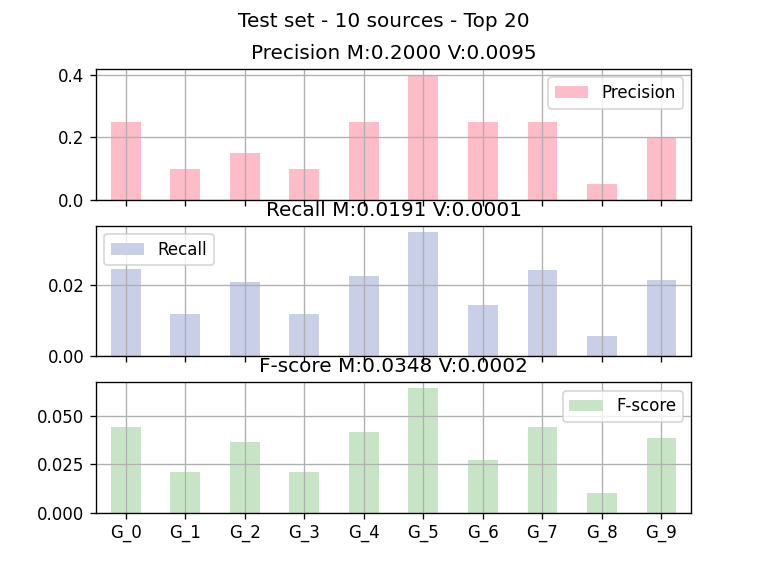 Test set - 10 sources - Top 20
Precision M:0.2000 V:0.0095
0.4
0.2
0.0
Precision
Recall M:0.0191 V:0.0001
0.02
0.00
Recall
F-score M:0.0348 V:0.0002
0.050
0.025
0.000
F-score
G_0 G_1 G_2 G_3 G_4 G_5 G_6 G_7 G_8 G_9